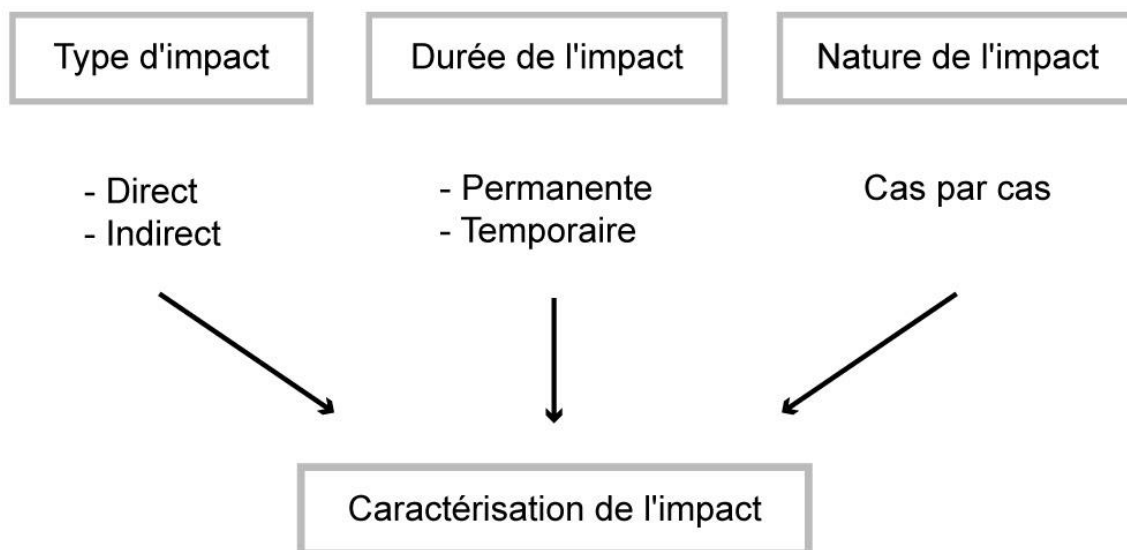 Type d'impact
Durée de l'impact
Nature de l'impact
- Direct
- Indirect
- Permanente
- Temporaire
Cas par cas
Caractérisation de l'impact